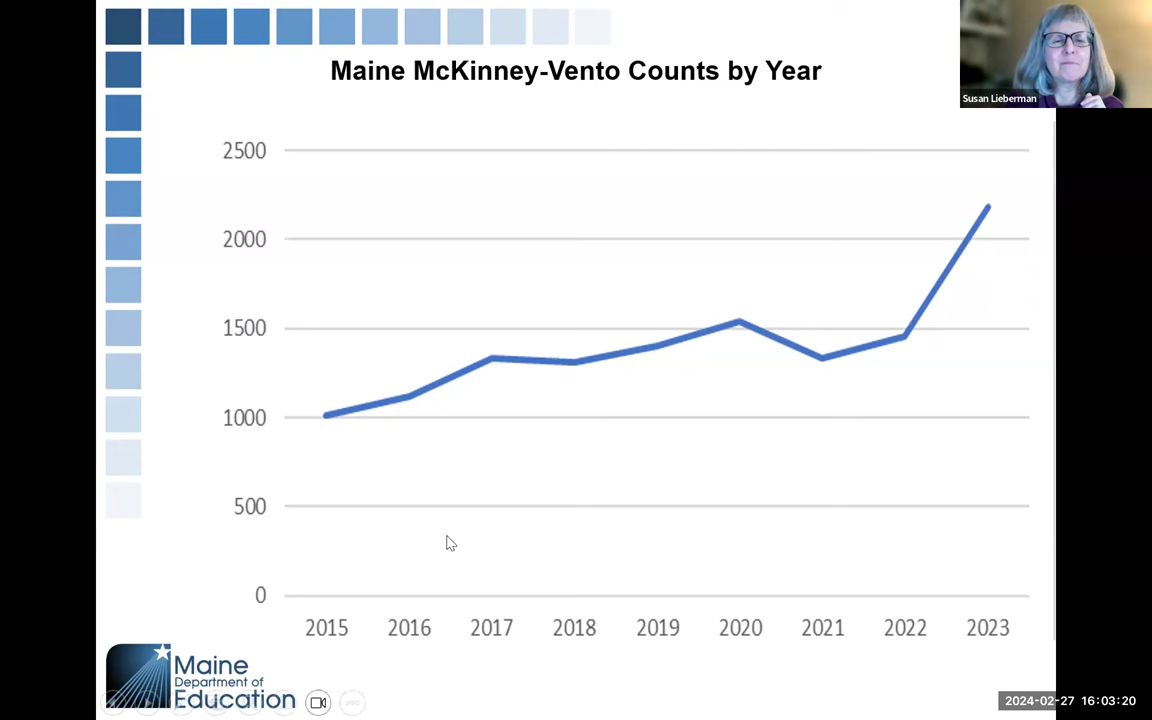 Maine McKinney-Vento Counts by Year
Susan Lieberman
2500
2000
1500
1000
500
0
2015 2016 2017 2018 2019 2020 2021 2022 2023
Maine
Department of
Education
2024-02-27 16:03:20